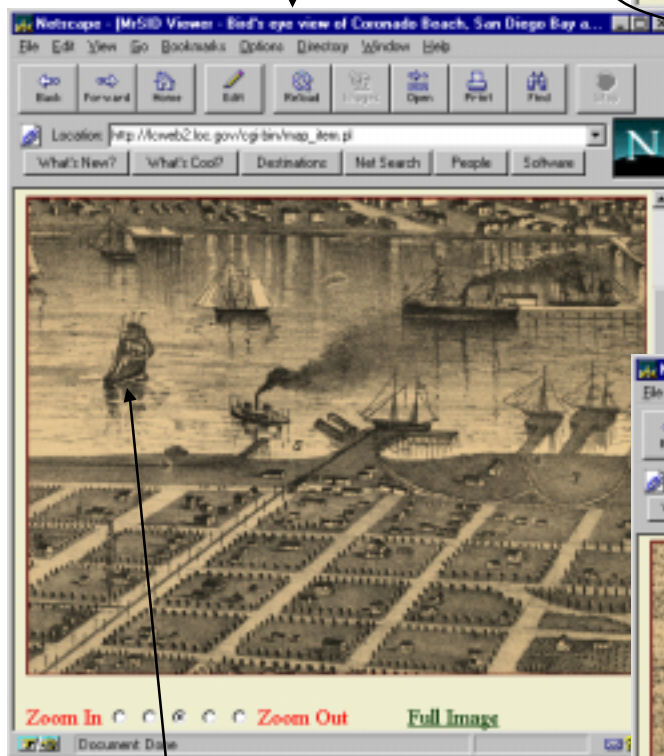 Netscape - [MrSID Viewer - Bird's eye view of Coronado Beach, San Diego Bay a...
File Edit View Go Bookmarks Options Directory Window Help
Back Forward Home Edit Reload Images Open Print Find Stop
Location: http://lcweb2.loc.gov/cgi-bin/map_item.pl
N
What's New? What's Cool? Destinations Net Search People Software
N
File
Zoom In Zoom Out Full Image
Document: Done